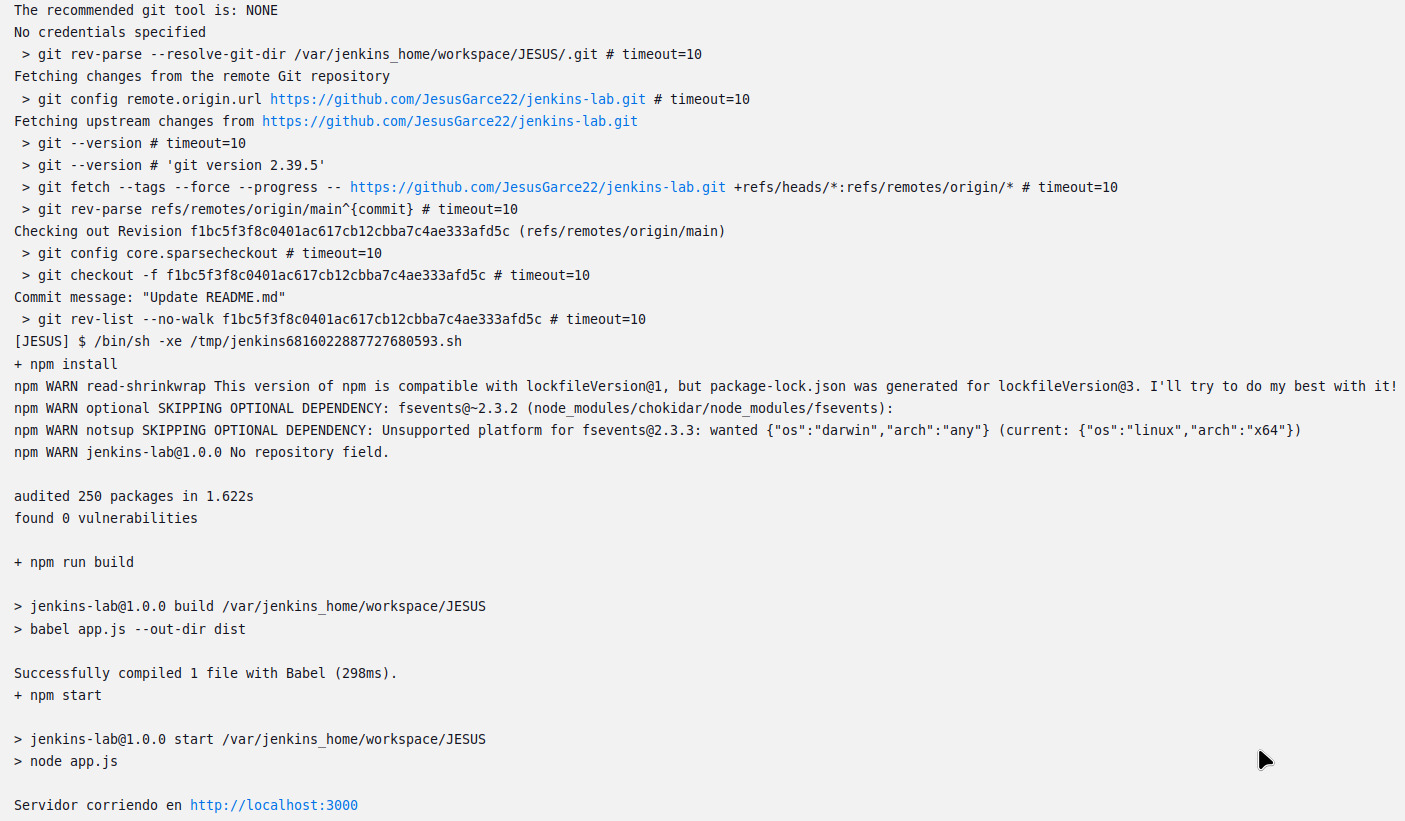 The recommended git tool is: NONE
No credentials specified
 > git rev-parse --resolve-git-dir /var/jenkins_home/workspace/JESUS/.git # timeout=10
Fetching changes from the remote Git repository
 > git config remote.origin.url https://github.com/JesusGarce22/jenkins-lab.git # timeout=10
Fetching upstream changes from https://github.com/JesusGarce22/jenkins-lab.git
 > git --version # timeout=10
 > git --version # 'git version 2.39.5'
 > git fetch --tags --force --progress -- https://github.com/JesusGarce22/jenkins-lab.git +refs/heads/*:refs/remotes/origin/* # timeout=10
 > git rev-parse refs/remotes/origin/main^{commit} # timeout=10
Checking out Revision f1bc5f3f8c0401ac617cb12cbba7c4ae333afd5c (refs/remotes/origin/main)
 > git config core.sparsecheckout # timeout=10
 > git checkout -f f1bc5f3f8c0401ac617cb12cbba7c4ae333afd5c # timeout=10
Commit message: "Update README.md"
 > git rev-list --no-walk f1bc5f3f8c0401ac617cb12cbba7c4ae333afd5c # timeout=10
[JESUS] $ /bin/sh -xe /tmp/jenkins6816022887727680593.sh
+ npm install
npm WARN read-shrinkwrap This version of npm is compatible with lockfileVersion@1, but package-lock.json was generated for lockfileVersion@3. I'll try to do my best with it!
npm WARN optional SKIPPING OPTIONAL DEPENDENCY: fsevents@~2.3.2 (node_modules/chokidar/node_modules/fsevents):
npm WARN notsup SKIPPING OPTIONAL DEPENDENCY: Unsupported platform for fsevents@2.3.3: wanted {"os":"darwin","arch":"any"} (current: {"os":"linux","arch":"x64"})
npm WARN jenkins-lab@1.0.0 No repository field.

audited 250 packages in 1.622s
found 0 vulnerabilities

+ npm run build

> jenkins-lab@1.0.0 build /var/jenkins_home/workspace/JESUS
> babel app.js --out-dir dist

Successfully compiled 1 file with Babel (298ms).
+ npm start

> jenkins-lab@1.0.0 start /var/jenkins_home/workspace/JESUS
> node app.js

Servidor corriendo en http://localhost:3000